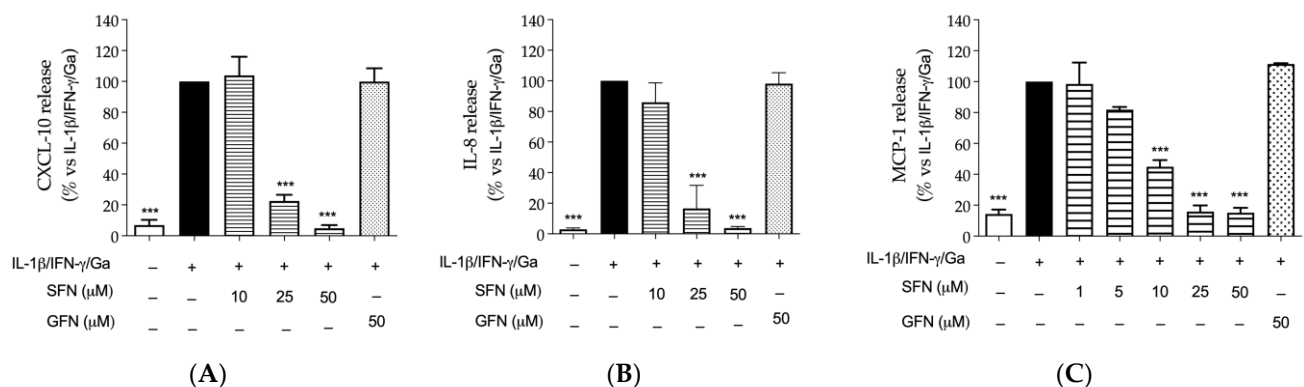 CXCL-10 release
(% vs IL-1β/IFN-γ/Ga)
140
120
100
80
60
40
20
0
*** *** ***
IL-1β/IFN-γ/Ga – + + + + +
SFN (μM) – – 10 25 50 –
GFN (μM) – – – – – 50
(A)
IL-8 release
(% vs IL-1β/IFN-γ/Ga)
140
120
100
80
60
40
20
0
*** *** ***
IL-1β/IFN-γ/Ga – + + + + +
SFN (μM) – – 10 25 50 –
GFN (μM) – – – – – 50
(B)
MCP-1 release
(% vs IL-1β/IFN-γ/Ga)
140
120
100
80
60
40
20
0
*** *** *** ***
IL-1β/IFN-γ/Ga – + + + + + + +
SFN (μM) – – 1 5 10 25 50 –
GFN (μM) – – – – – – – 50
(C)